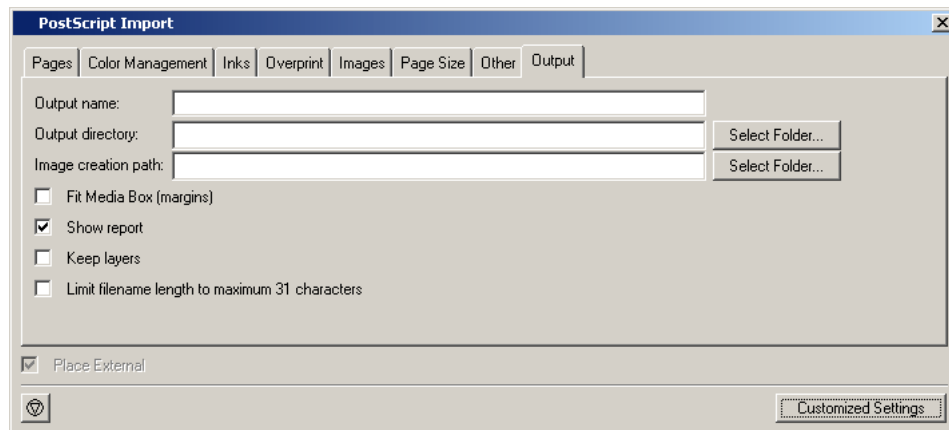 PostScript Import
Pages Color Management Inks Overprint Images Page Size Other Output
Output name:
Output directory: Select Folder...
Image creation path: Select Folder...
Fit Media Box (margins)
Show report
Keep layers
Limit filename length to maximum 31 characters
Place External
Customized Settings